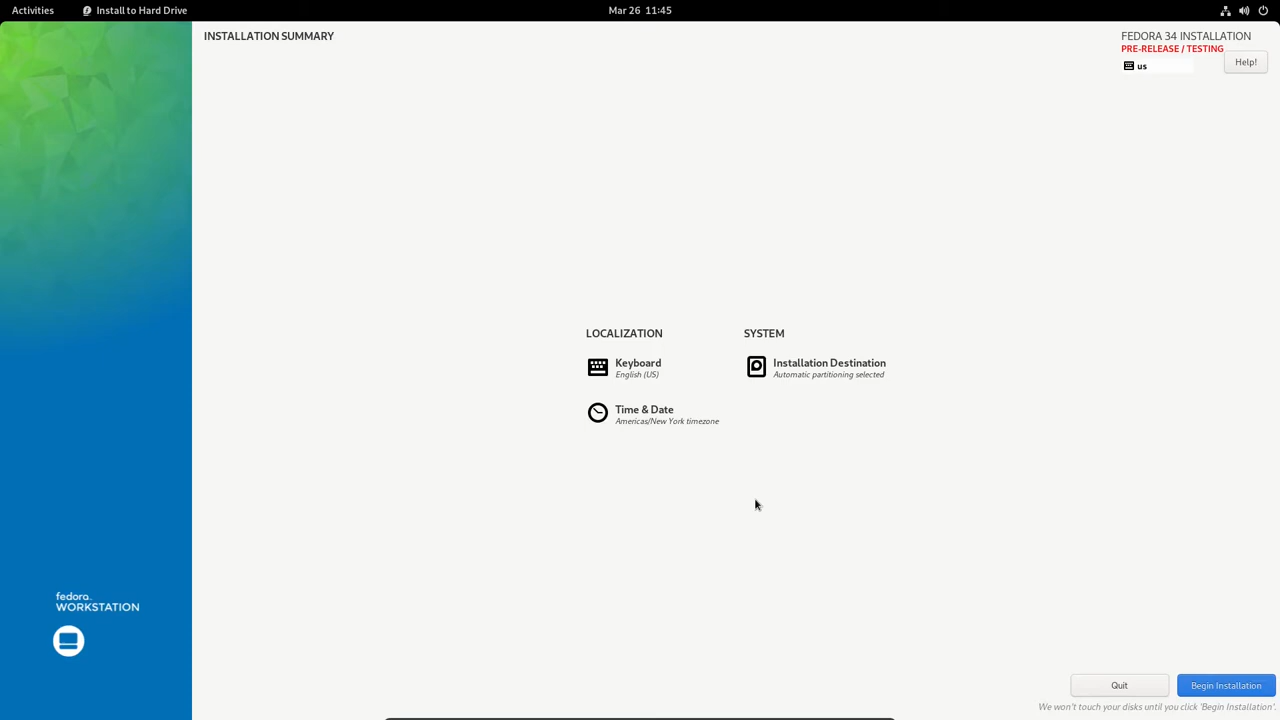 Activities
Install to Hard Drive
Mar 26 11:45
INSTALLATION SUMMARY
FEDORA 34 INSTALLATION
PRE-RELEASE / TESTING
us
Help!
LOCALIZATION
SYSTEM
Keyboard
English (US)
Installation Destination
Automatic partitioning selected
Time & Date
Americas/New York timezone
fedora.
WORKSTATION
Quit
Begin Installation
We won't touch your disks until you click 'Begin Installation'.